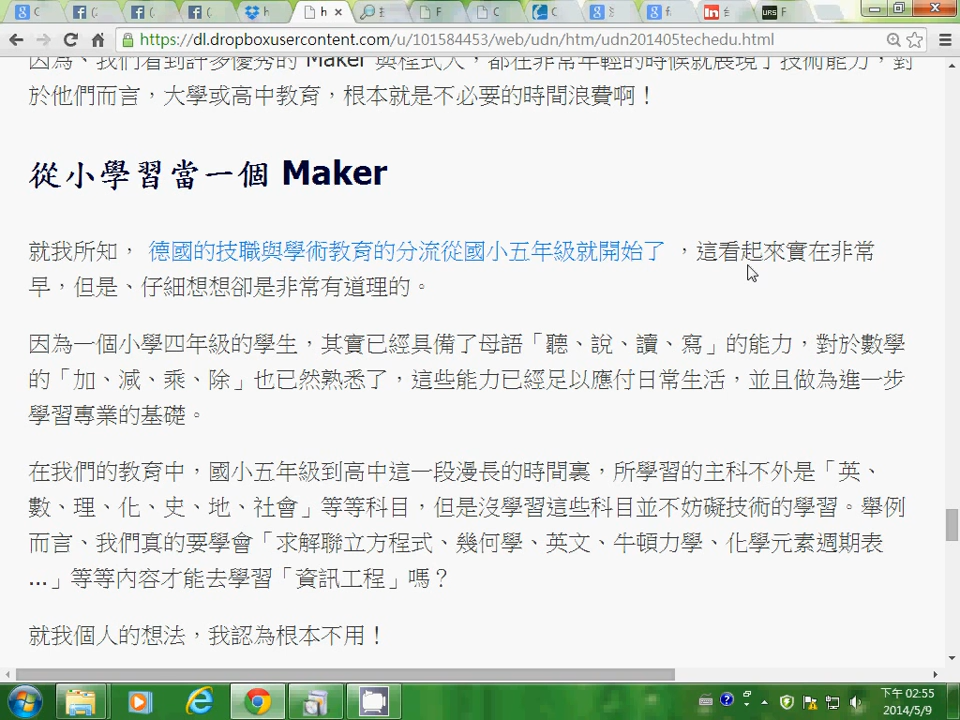 https://dl.dropboxusercontent.com/u/101584453/web/udn/htm/udn201405techedu.html
因為、我們看到許多優秀的 Maker 與程式人，都在非常年輕的時候就展現了技術能力，對
於他們而言，大學或高中教育，根本就是不必要的時間浪費啊！
從小學習當一個 Maker
就我所知， 德國的技職與學術教育的分流從國小五年級就開始了 ，這看起來實在非常
早，但是、仔細想想卻是非常有道理的。
因為一個小學四年級的學生，其實已經具備了母語「聽、說、讀、寫」的能力，對於數學
的「加、減、乘、除」也已然熟悉了，這些能力已經足以應付日常生活，並且做為進一步
學習專業的基礎。
在我們的教育中，國小五年級到高中這一段漫長的時間裏，所學習的主科不外是「英、
數、理、化、史、地、社會」等等科目，但是沒學習這些科目並不妨礙技術的學習。舉例
而言、我們真的要學會「求解聯立方程式、幾何學、英文、牛頓力學、化學元素週期表
...」等等內容才能去學習「資訊工程」嗎？
就我個人的想法，我認為根本不用！
下午 02:55
2014/5/9